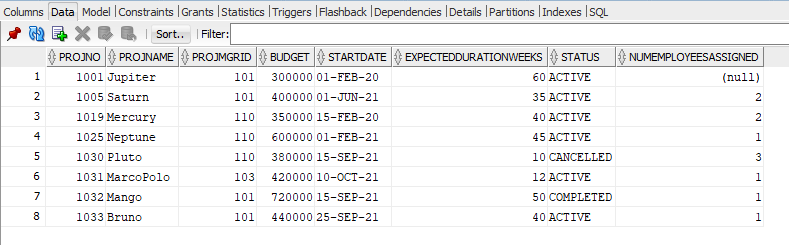 Columns Data Model Constraints Grants Statistics Triggers Flashback Dependencies Details Partitions Indexes SQL
Sort.. Filter:
PROJNO PROJNAME PROJMGRID BUDGET STARTDATE EXPECTEDDURATIONWEEKS STATUS NUMEMPLOYEESASSIGNED
1 1001 Jupiter 101 300000 01-FEB-20 60 ACTIVE (null)
2 1005 Saturn 101 400000 01-JUN-21 35 ACTIVE 2
3 1019 Mercury 110 350000 15-FEB-20 40 ACTIVE 2
4 1025 Neptune 110 600000 01-FEB-21 45 ACTIVE 1
5 1030 Pluto 110 380000 15-SEP-21 10 CANCELLED 3
6 1031 MarcoPolo 103 420000 10-OCT-21 12 ACTIVE 1
7 1032 Mango 101 720000 15-SEP-21 50 COMPLETED 1
8 1033 Bruno 101 440000 25-SEP-21 40 ACTIVE 1